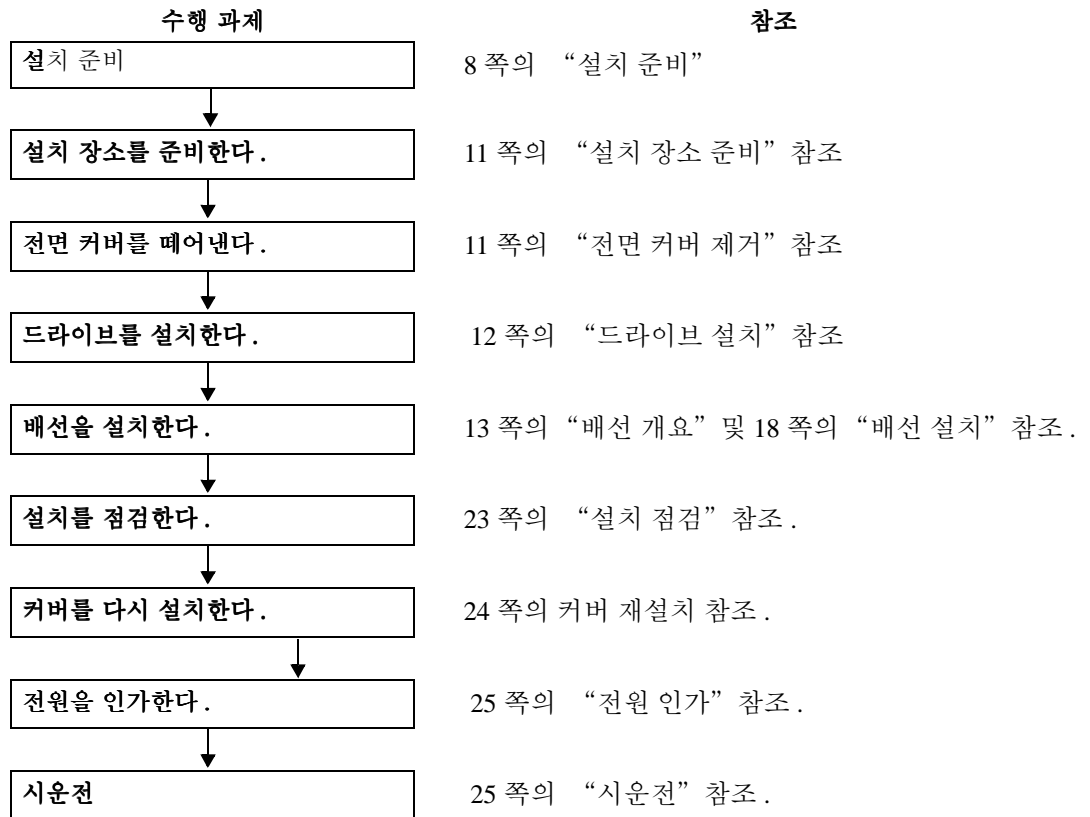 수행 과제 참조
설치 준비 8 쪽의 “설치 준비”
설치 장소를 준비한다 . 11 쪽의 “설치 장소 준비” 참조
전면 커버를 떼어낸다 . 11 쪽의 “전면 커버 제거” 참조
드라이브를 설치한다 . 12 쪽의 “드라이브 설치” 참조
배선을 설치한다 . 13 쪽의 “배선 개요” 및 18 쪽의 “배선 설치” 참조 .
설치를 점검한다 . 23 쪽의 “설치 점검” 참조 .
커버를 다시 설치한다 . 24 쪽의 커버 재설치 참조 .
전원을 인가한다 . 25 쪽의 “전원 인가” 참조 .
시운전 25 쪽의 “시운전” 참조 .